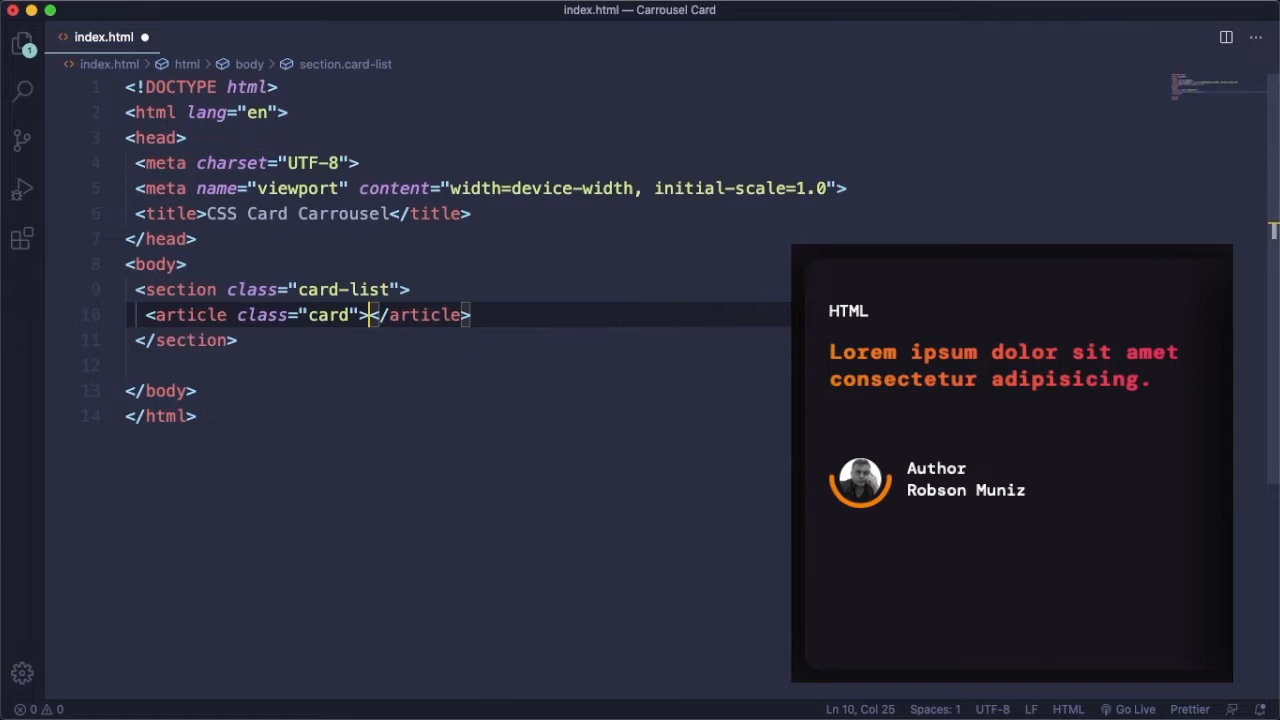 index.html — Carrousel Card
index.html
index.html > html > body > section.card-list
1 <!DOCTYPE html>
2 <html lang="en">
3 <head>
4 <meta charset="UTF-8">
5 <meta name="viewport" content="width=device-width, initial-scale=1.0">
6 <title>CSS Card Carrousel</title>
7 </head>
8 <body>
9 <section class="card-list">
10 <article class="card"></article>
11 </section>
12
13 </body>
14 </html>
1
HTML
Lorem ipsum dolor sit amet
consectetur adipisicing.
Author
Robson Muniz
0 0 Ln 10, Col 25 Spaces: 1 UTF-8 LF HTML Go Live Prettier